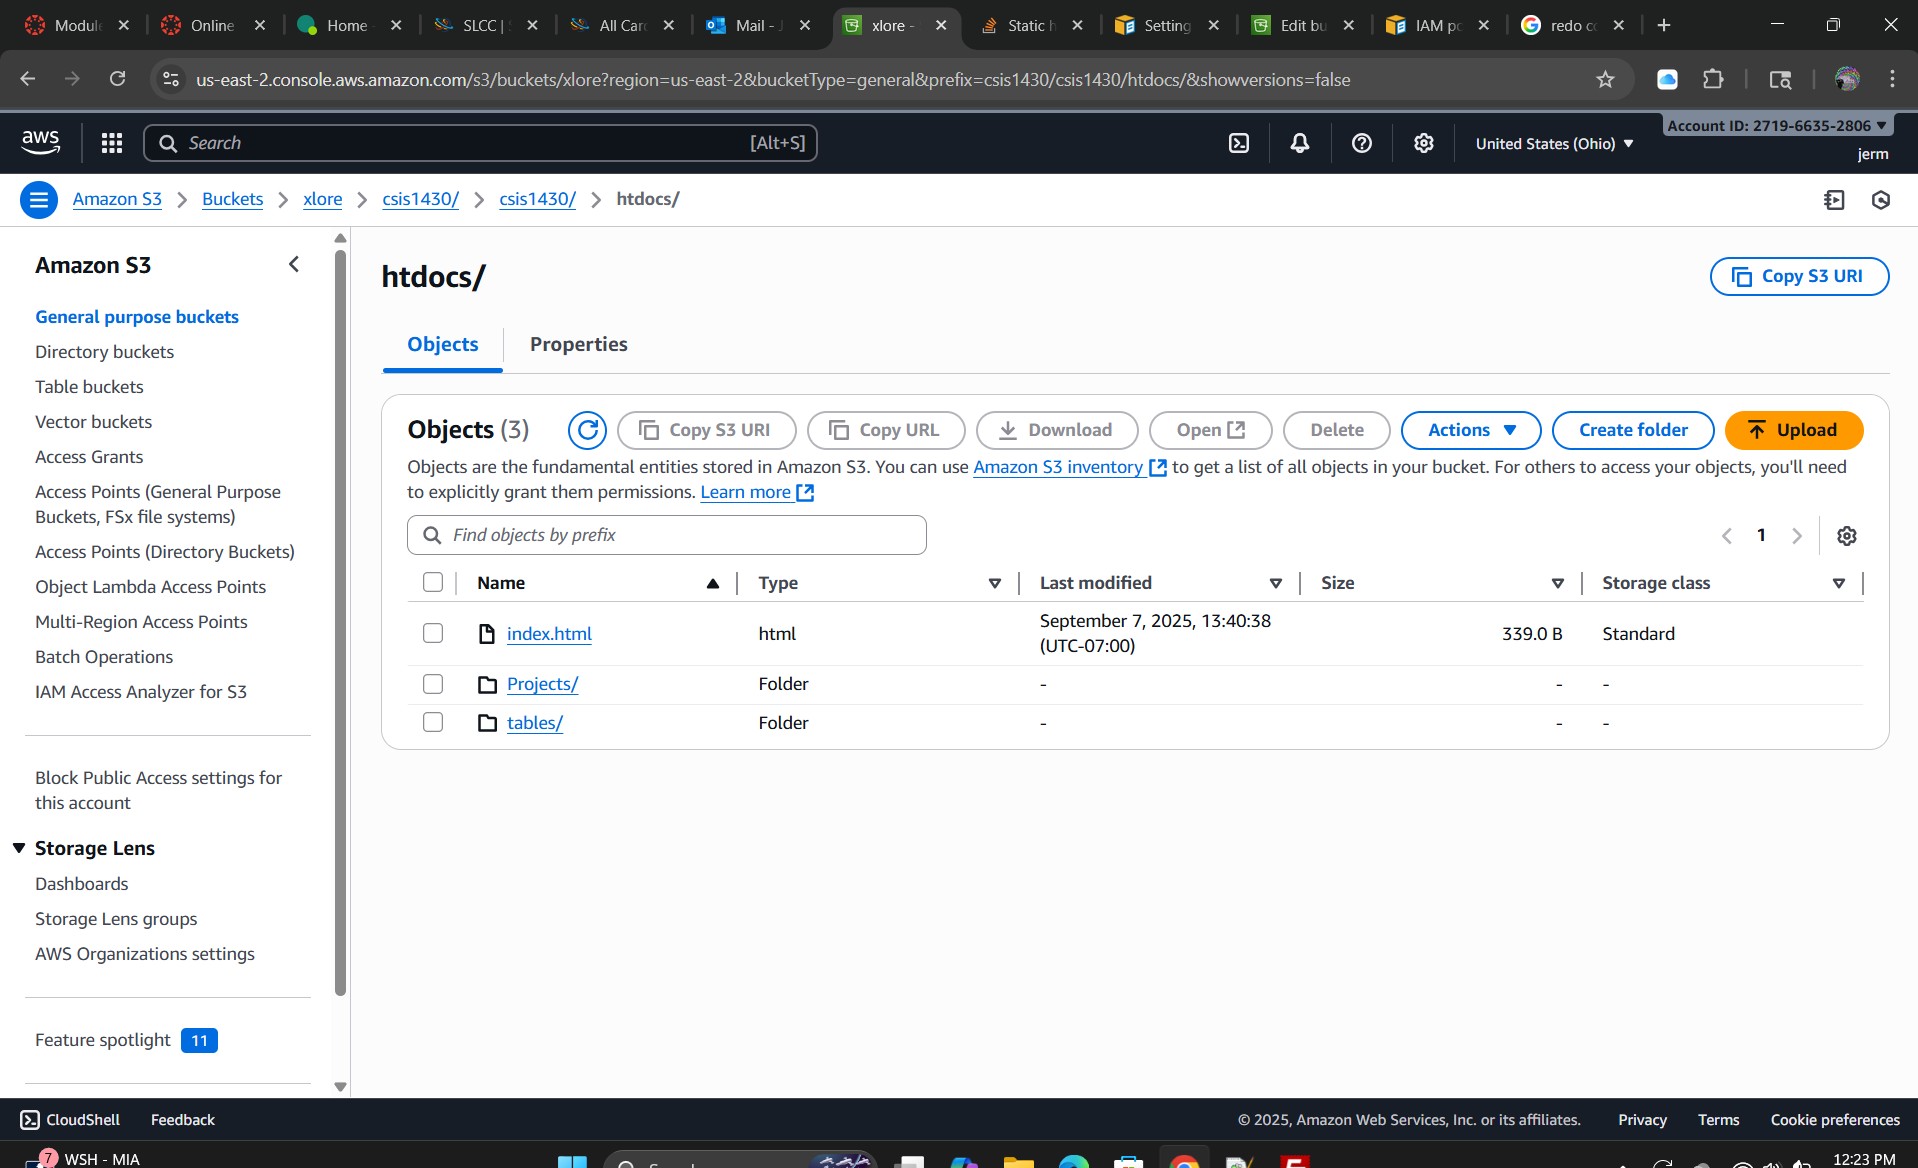 Module
Online
Home
SLCC | S
All Card
Mail - J
xlore -
Static h
Setting
Edit bu
IAM po
redo co
us-east-2.console.aws.amazon.com/s3/buckets/xlore?region=us-east-2&bucketType=general&prefix=csis1430/csis1430/htdocs/&showversions=false
aws
Search
[Alt+S]
United States (Ohio)
Account ID: 2719-6635-2806
jerm
Amazon S3
Buckets
xlore
csis1430/
csis1430/
htdocs/
Amazon S3
General purpose buckets
Directory buckets
Table buckets
Vector buckets
Access Grants
Access Points (General Purpose
Buckets, FSx file systems)
Access Points (Directory Buckets)
Object Lambda Access Points
Multi-Region Access Points
Batch Operations
IAM Access Analyzer for S3
Block Public Access settings for
this account
Storage Lens
Dashboards
Storage Lens groups
AWS Organizations settings
Feature spotlight 11
htdocs/
Copy S3 URI
Objects
Properties
Objects (3)
Copy S3 URI
Copy URL
Download
Open
Delete
Actions
Create folder
Upload
Objects are the fundamental entities stored in Amazon S3. You can use Amazon S3 inventory to get a list of all objects in your bucket. For others to access your objects, you'll need
to explicitly grant them permissions. Learn more
Find objects by prefix
1
Name
Type
Last modified
Size
Storage class
index.html
html
September 7, 2025, 13:40:38
(UTC-07:00)
339.0 B
Standard
Projects/
Folder
-
-
-
tables/
Folder
-
-
-
CloudShell
Feedback
© 2025, Amazon Web Services, Inc. or its affiliates.
Privacy
Terms
Cookie preferences
7
WSH - MIA
12:23 PM